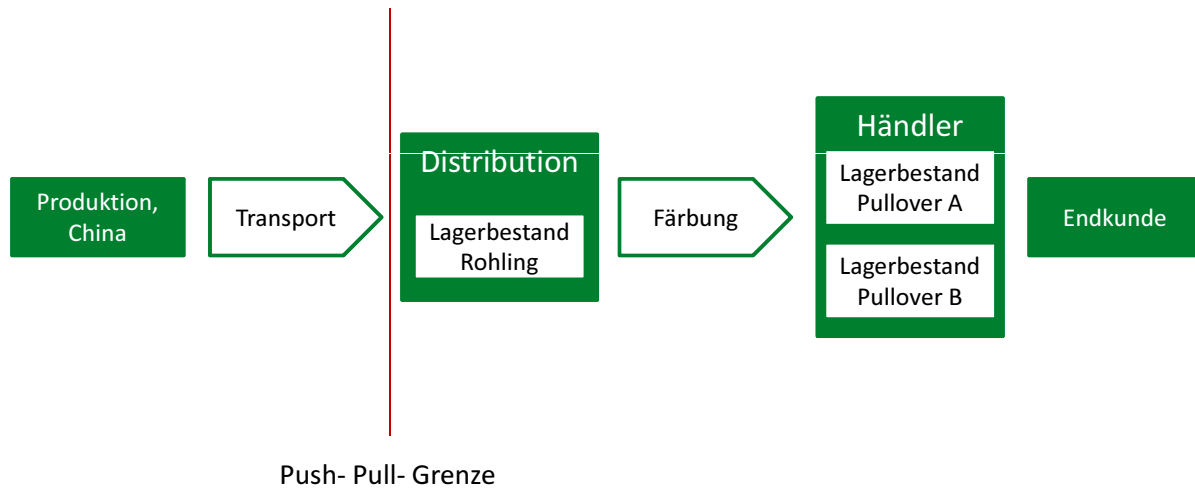 Produktion,
China
Transport
Distribution
Lagerbestand
Rohling
Färbung
Händler
Lagerbestand
Pullover A
Lagerbestand
Pullover B
Endkunde
Push- Pull- Grenze